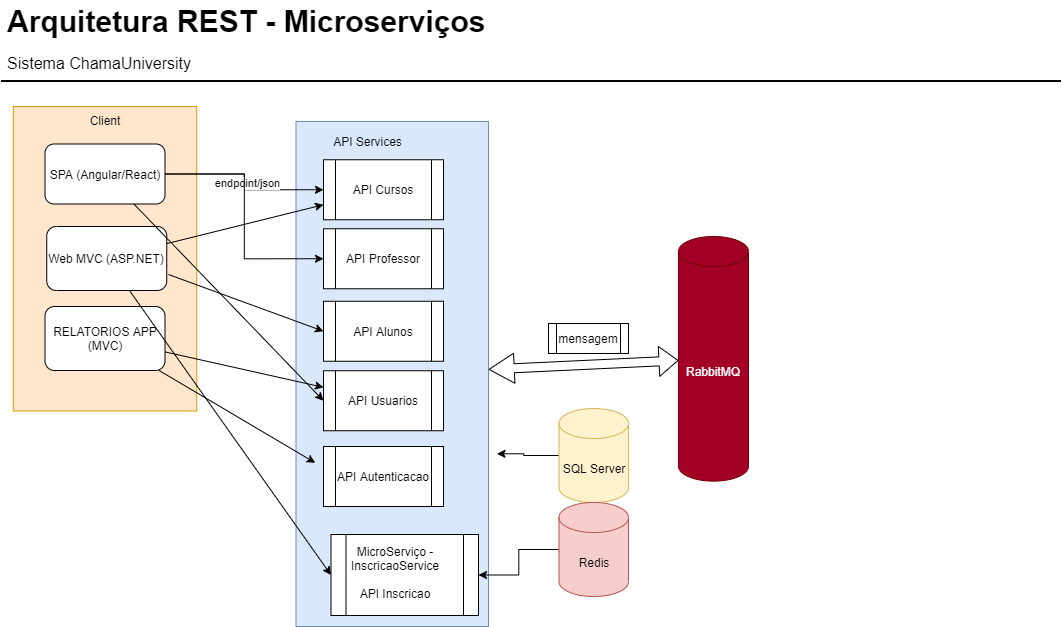 Arquitetura REST - Microserviços
Sistema ChamaUniversity
Client
SPA (Angular/React)
Web MVC (ASP.NET)
RELATORIOS APP
(MVC)
endpoint/json
API Services
API Cursos
API Professor
API Alunos
API Usuarios
API Autenticacao
MicroServiço -
InscricaoService
API Inscricao
mensagem
RabbitMQ
SQL Server
Redis